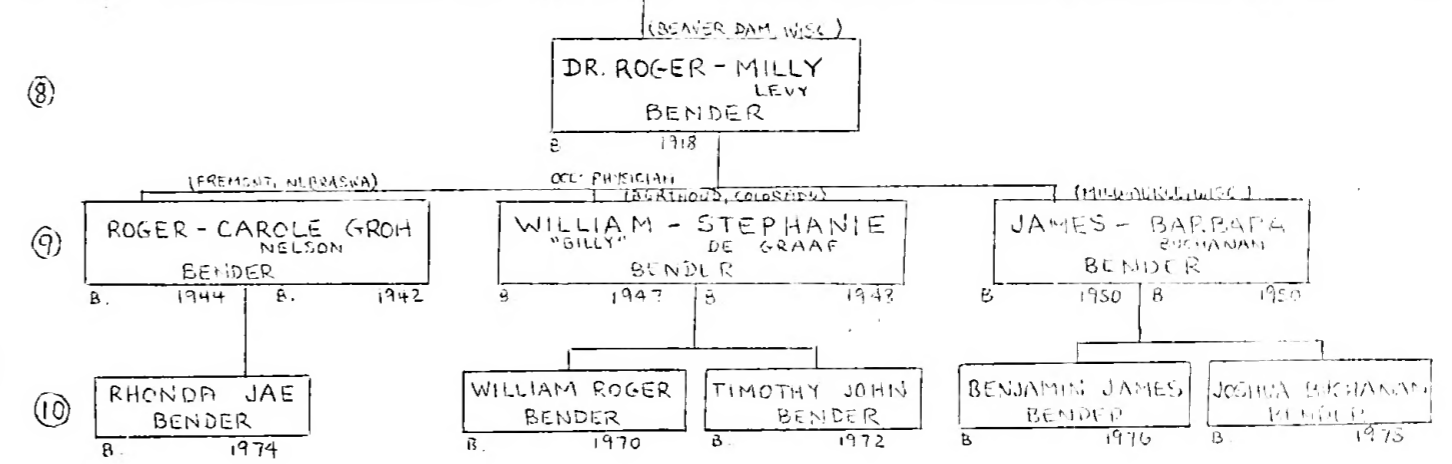 (BEAVER DAM, WISC)
⑧
DR. ROGER - MILLY
LEVY
BENDER
B 1918
OCC. PHYSICIAN
(FREMONT, NEBRASKA)
(BERTHOUD, COLORADO)
(MILWAUKEE, WISC)
⑨
ROGER - CAROLE GROH
NELSON
BENDER
B. 1944 B. 1942
WILLIAM - STEPHANIE
"BILLY" DE GRAAF
BENDER
B B
JAMES - BARBARA
BUCHANAN
BENDER
B 1950 B 1950
⑩
RHONDA JAE
BENDER
B. 1974
WILLIAM ROGER
BENDER
B. 1970
TIMOTHY JOHN
BENDER
B. 1972
BENJAMIN JAMES
BENDER
B 1976
JOSHUA BUCHANAN
BENDER
B.